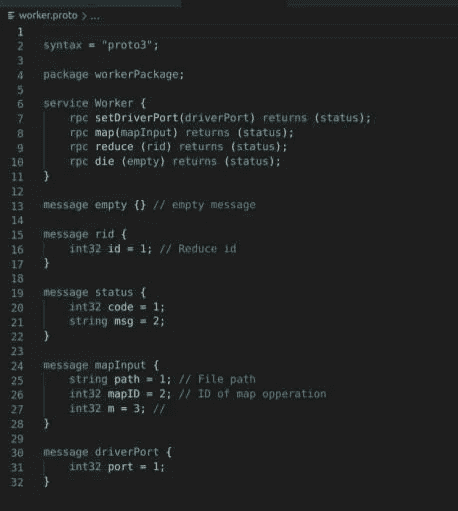 worker.proto > ...
1
2 syntax = "proto3";
3
4 package workerPackage;
5
6 service Worker {
7     rpc setDriverPort(driverPort) returns (status);
8     rpc map(mapInput) returns (status);
9     rpc reduce (rid) returns (status);
10     rpc die (empty) returns (status);
11 }
12
13 message empty {} // empty message
14
15 message rid {
16     int32 id = 1; // Reduce id
17 }
18
19 message status {
20     int32 code = 1;
21     string msg = 2;
22 }
23
24 message mapInput {
25     string path = 1; // File path
26     int32 mapID = 2; // ID of map opperation
27     int32 m = 3; //
28 }
29
30 message driverPort {
31     int32 port = 1;
32 }